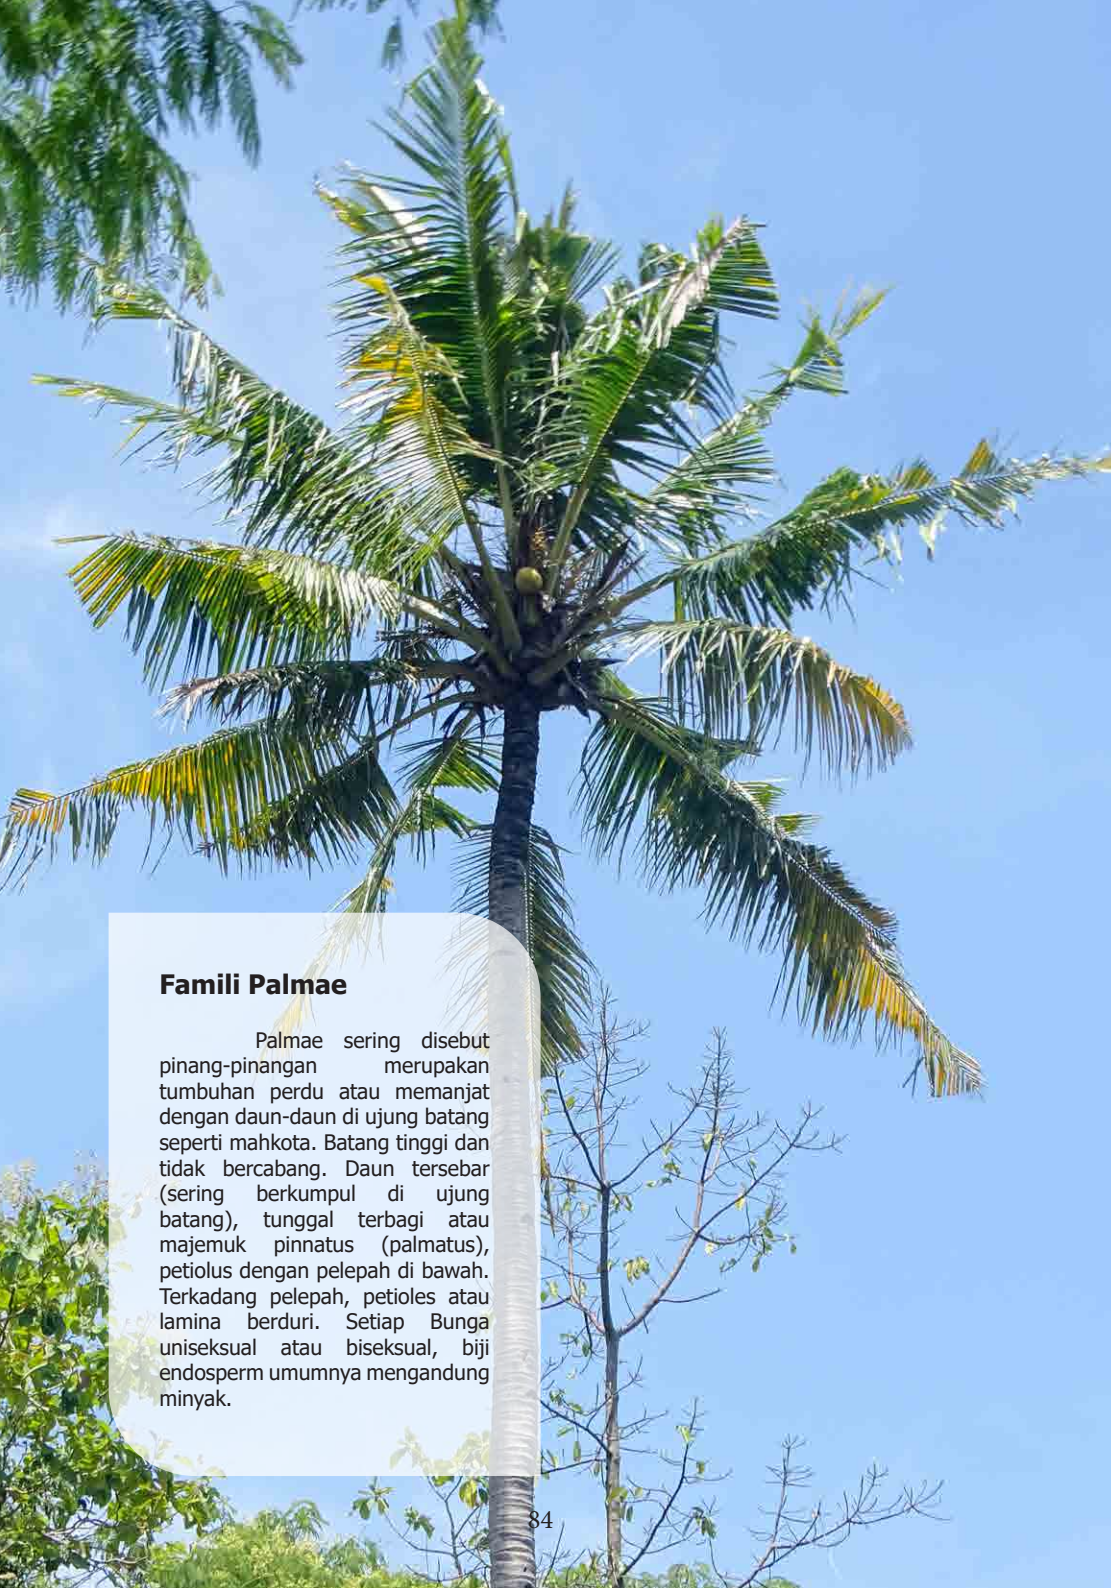 Famili Palmae
Palmae sering disebut
pinang-pinangan merupakan
tumbuhan perdu atau memanjat
dengan daun-daun di ujung batang
seperti mahkota. Batang tinggi dan
tidak bercabang. Daun tersebar
(sering berkumpul di ujung
batang), tunggal terbagi atau
majemuk pinnatus (palmatus),
petiolus dengan pelepah di bawah.
Terkadang pelepah, petioles atau
lamina berduri. Setiap Bunga
uniseksual atau biseksual, biji
endosperm umumnya mengandung
minyak.
84